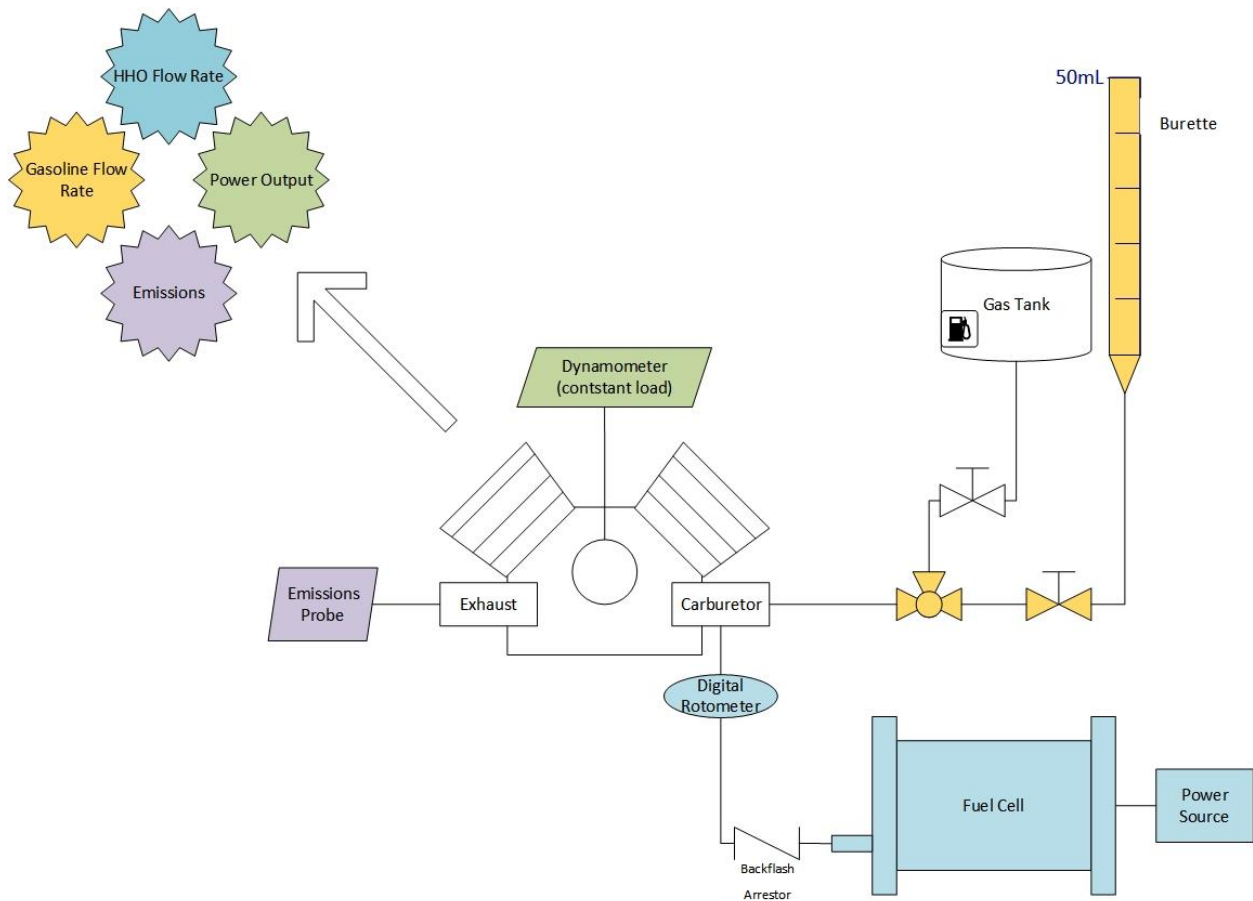 HHO Flow Rate
Gasoline Flow
Rate
Power Output
Emissions
50mL
Burette
Gas Tank
Dynamometer
(contstant load)
Emissions
Probe
Exhaust
Carburetor
Digital
Rotometer
Fuel Cell
Power
Source
Backflash
Arrestor